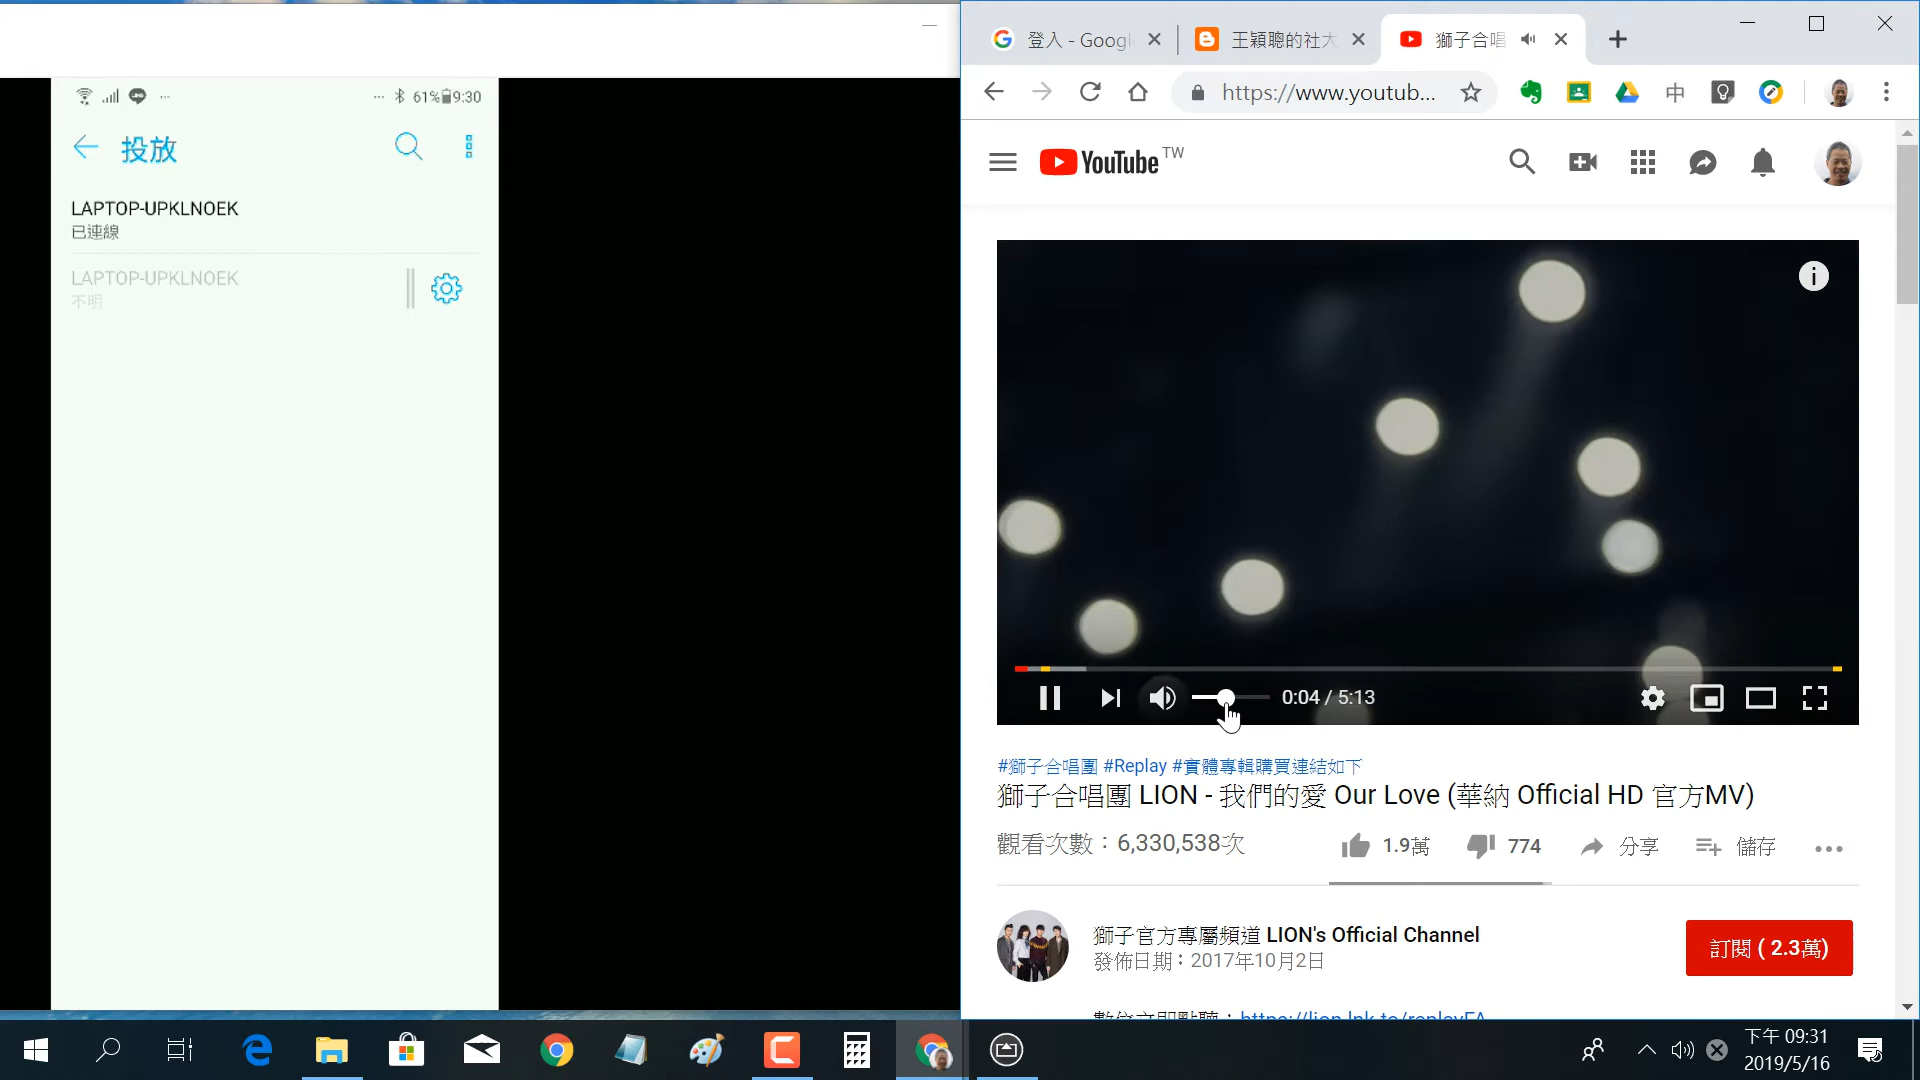 61% 9:30
投放
LAPTOP-UPKLNOEK
已連線
LAPTOP-UPKLNOEK
不明
登入 - Googl
王穎聰的社大
獅子合唱
https://www.youtub...
中
YouTube TW
0:04 / 5:13
#獅子合唱團 #Replay #實體專輯購買連結如下
獅子合唱團 LION - 我們的愛 Our Love (華納 Official HD 官方MV)
觀看次數：6,330,538次
1.9萬
774
分享
儲存
獅子官方專屬頻道 LION's Official Channel
發佈日期：2017年10月2日
訂閱 ( 2.3萬)
下午 09:31
2019/5/16